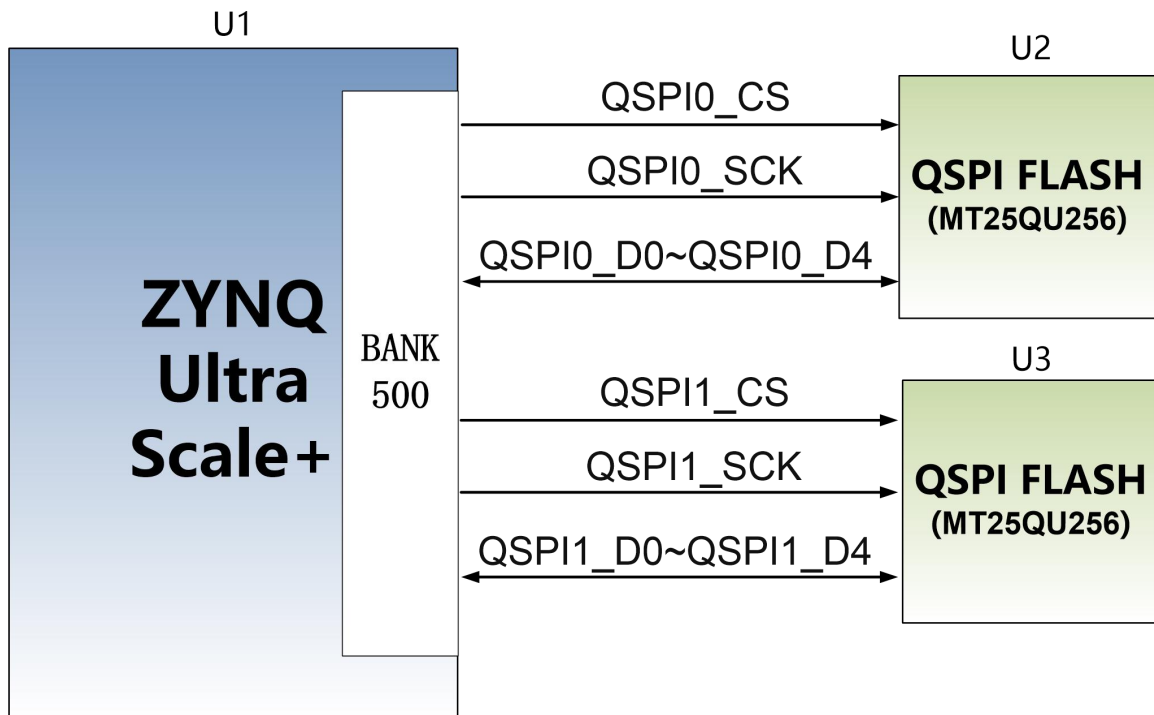 U1
ZYNQ
Ultra
Scale+
BANK
500
QSPI0_CS
QSPI0_SCK
QSPI0_D0~QSPI0_D4
U2
QSPI FLASH
(MT25QU256)
QSPI1_CS
QSPI1_SCK
QSPI1_D0~QSPI1_D4
U3
QSPI FLASH
(MT25QU256)